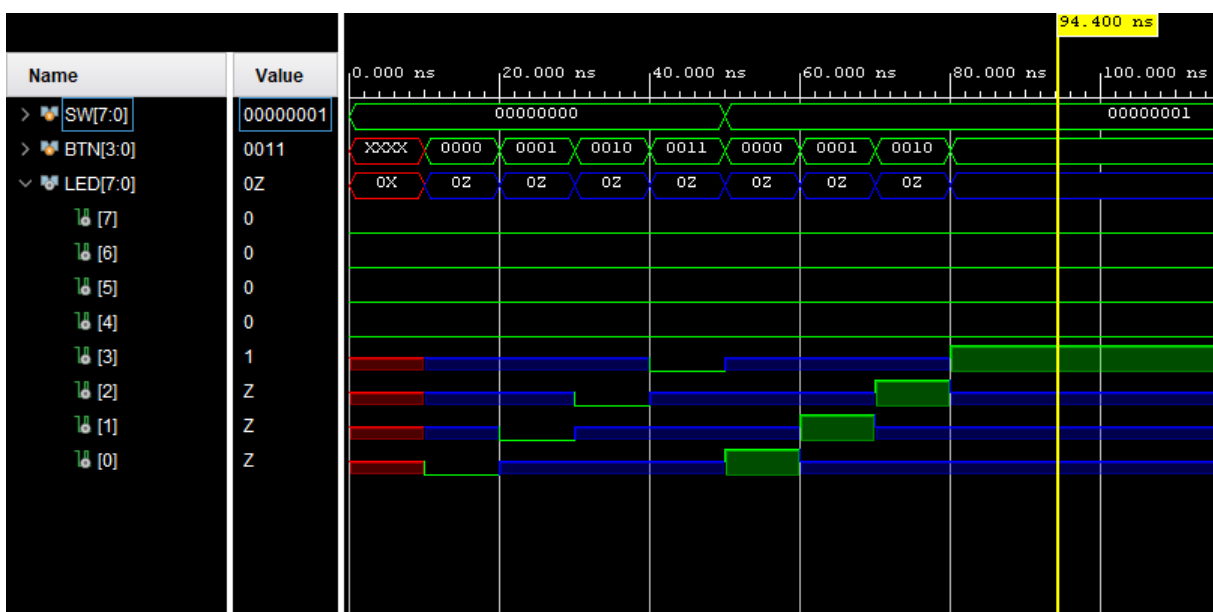 94.400 ns
Name Value 0.000 ns 20.000 ns 40.000 ns 60.000 ns 80.000 ns 100.000 ns
SW[7:0] 00000001 00000000 00000001
BTN[3:0] 0011 XXXX 0000 0001 0010 0011 0000 0001 0010
LED[7:0] 0Z 0X 0Z 0Z 0Z 0Z 0Z 0Z 0Z
[7] 0
[6] 0
[5] 0
[4] 0
[3] 1
[2] Z
[1] Z
[0] Z